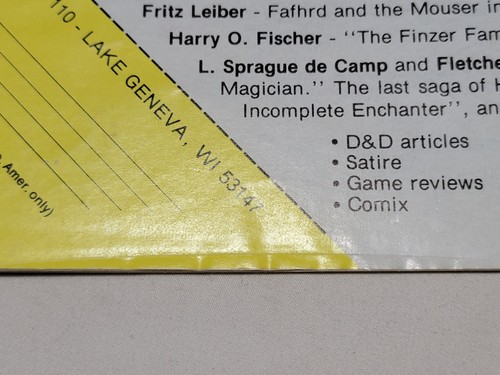 Fritz Leiber - Fafhrd and the Mouser in
Harry O. Fischer - "The Finzer Fam
L. Sprague de Camp and Fletche
Magician." The last saga of H
Incomplete Enchanter", an
• D&D articles
• Satire
• Game reviews
• Comix
110 - LAKE GENEVA, WI 53147
Amer. only)